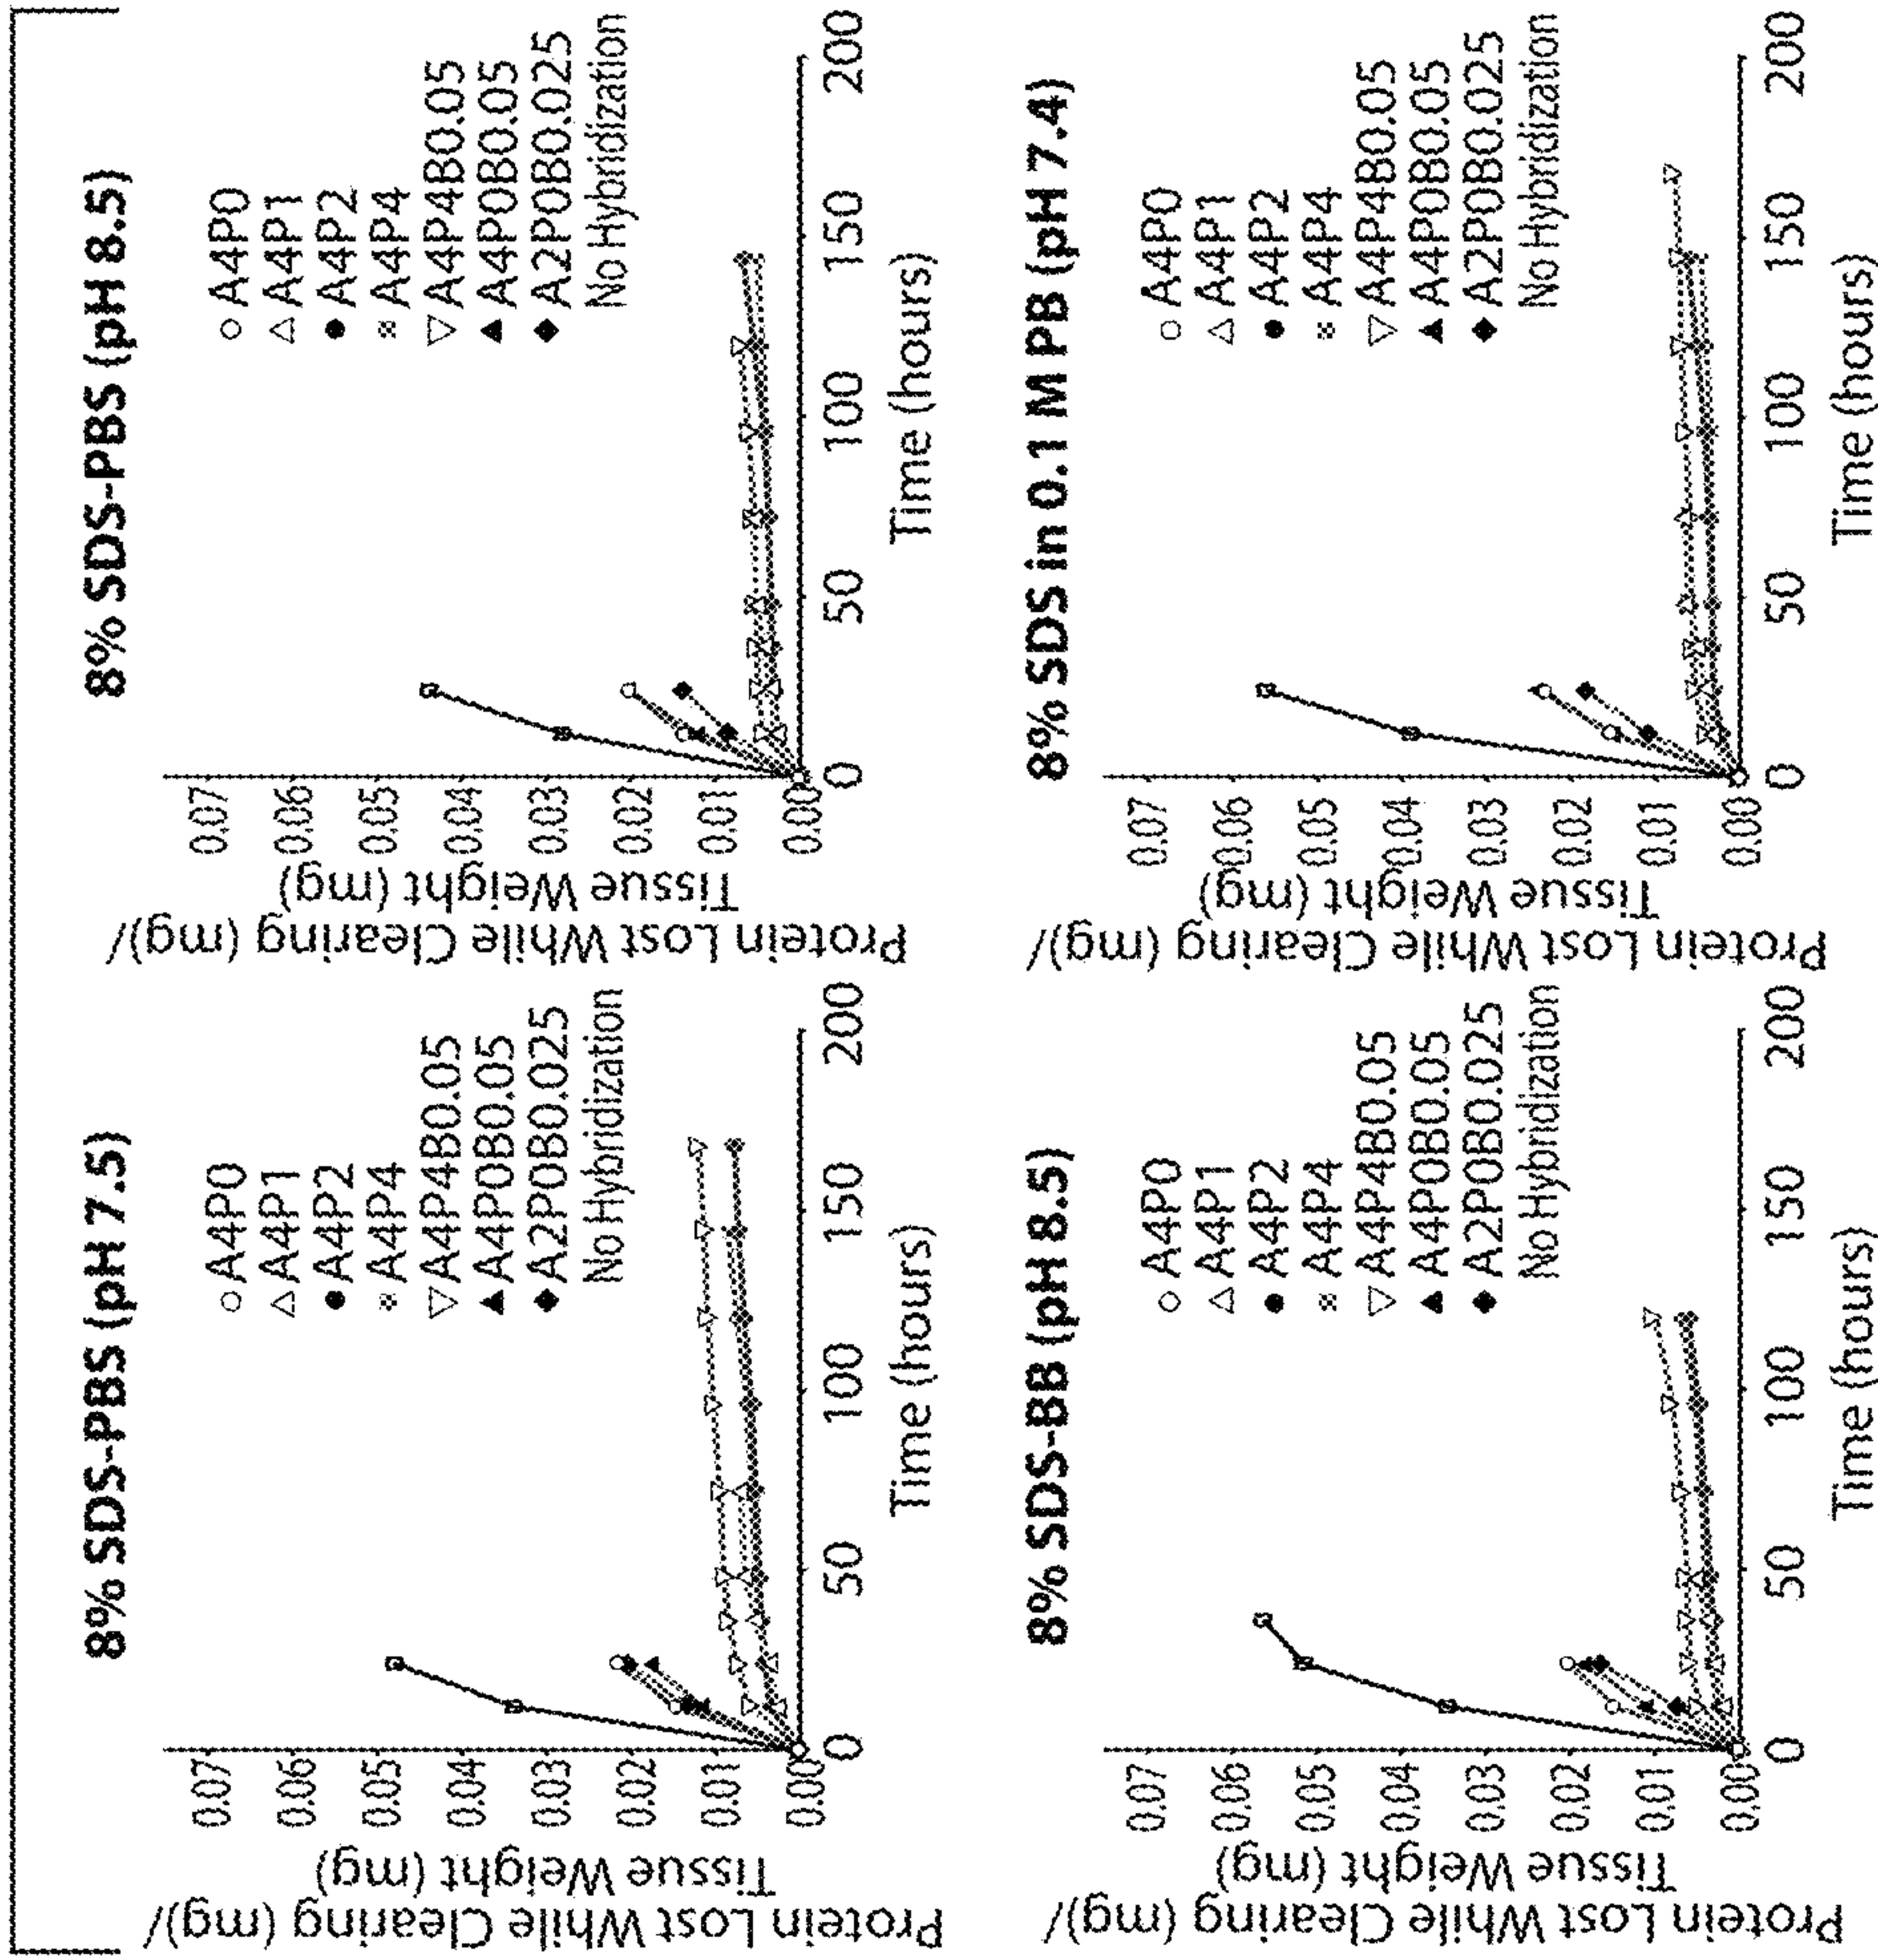 8% SDS-PBS (pH 7.5)
Protein Lost While Clearing (mg)/
Tissue Weight (mg)
0.07
0.06
0.05
0.04
0.03
0.02
0.01
0.00
A4P0
A4P1
A4P2
A4P4
A4P4B0.05
A4P0B0.05
A2P0B0.025
No Hybridization
0 50 100 150 200
Time (hours)
8% SDS-PBS (pH 8.5)
Protein Lost While Clearing (mg)/
Tissue Weight (mg)
0.07
0.06
0.05
0.04
0.03
0.02
0.01
0.00
A4P0
A4P1
A4P2
A4P4
A4P4B0.05
A4P0B0.05
A2P0B0.025
No Hybridization
0 50 100 150 200
Time (hours)
8% SDS-BB (pH 8.5)
Protein Lost While Clearing (mg)/
Tissue Weight (mg)
0.07
0.06
0.05
0.04
0.03
0.02
0.01
0.00
A4P0
A4P1
A4P2
A4P4
A4P4B0.05
A4P0B0.05
A2P0B0.025
No Hybridization
0 50 100 150 200
Time (hours)
8% SDS in 0.1 M PB (pH 7.4)
Protein Lost While Clearing (mg)/
Tissue Weight (mg)
0.07
0.06
0.05
0.04
0.03
0.02
0.01
0.00
A4P0
A4P1
A4P2
A4P4
A4P4B0.05
A4P0B0.05
A2P0B0.025
No Hybridization
0 50 100 150 200
Time (hours)